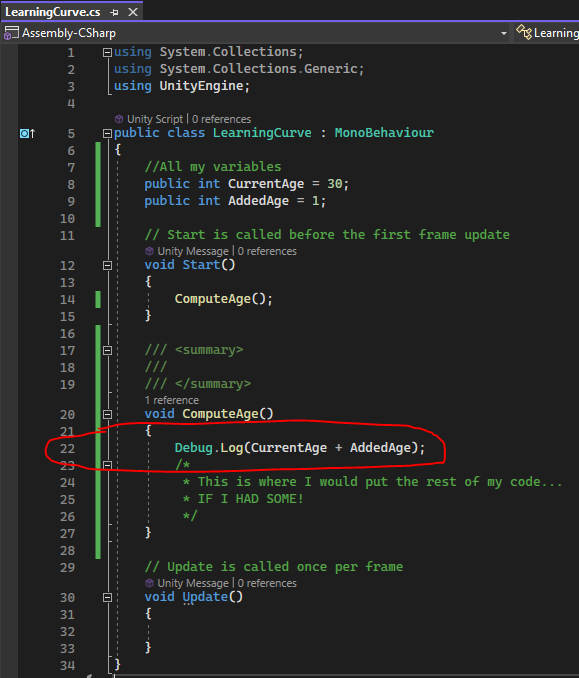 LearningCurve.cs
Assembly-CSharp Learning
1 using System.Collections;
2 using System.Collections.Generic;
3 using UnityEngine;
4
Unity Script | 0 references
5 public class LearningCurve : MonoBehaviour
6 {
7 //All my variables
8 public int CurrentAge = 30;
9 public int AddedAge = 1;
10
11 // Start is called before the first frame update
Unity Message | 0 references
12 void Start()
13 {
14 ComputeAge();
15 }
16
17 /// <summary>
18 ///
19 /// </summary>
1 reference
20 void ComputeAge()
21 {
22 Debug.Log(CurrentAge + AddedAge);
23 /*
24 * This is where I would put the rest of my code...
25 * IF I HAD SOME!
26 */
27 }
28
29 // Update is called once per frame
Unity Message | 0 references
30 void Update()
31 {
32
33 }
34 }